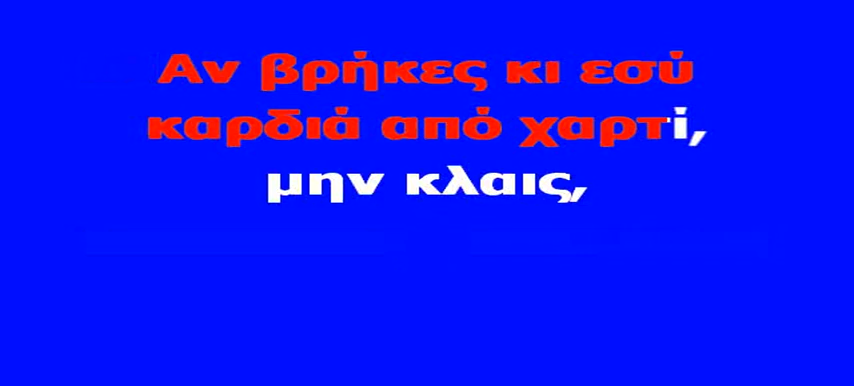 Αν βρήκες κι εσύ
καρδιά από χαρτί,
μην κλαις,